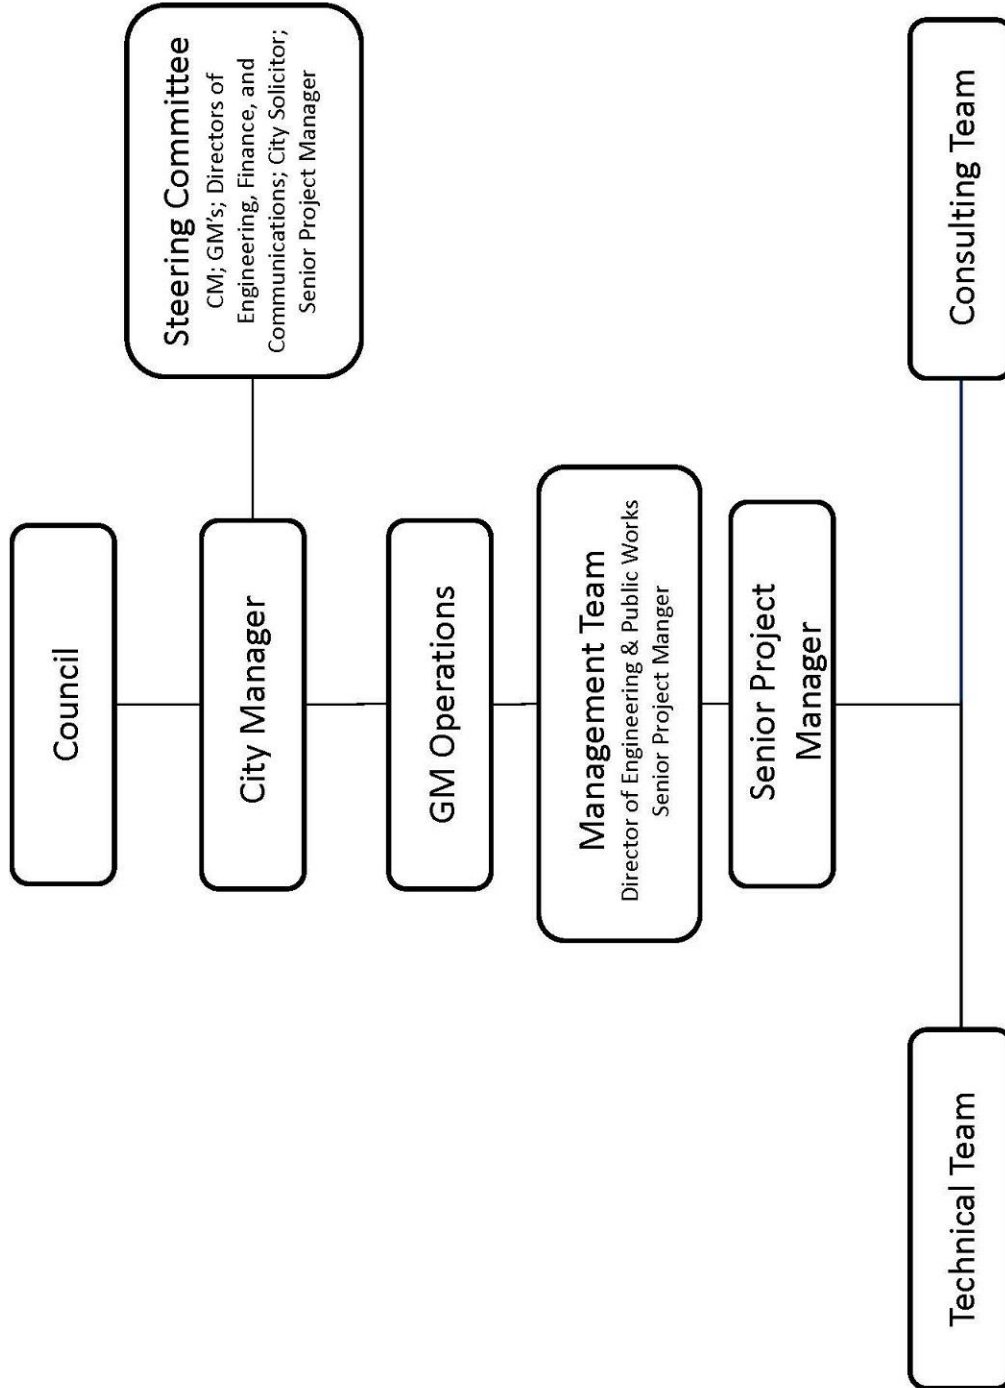 Council
City Manager
Steering Committee
CM; GM's; Directors of
Engineering, Finance, and
Communications; City Solicitor;
Senior Project Manager
GM Operations
Management Team
Director of Engineering & Public Works
Senior Project Manger
Senior Project
Manager
Technical Team
Consulting Team